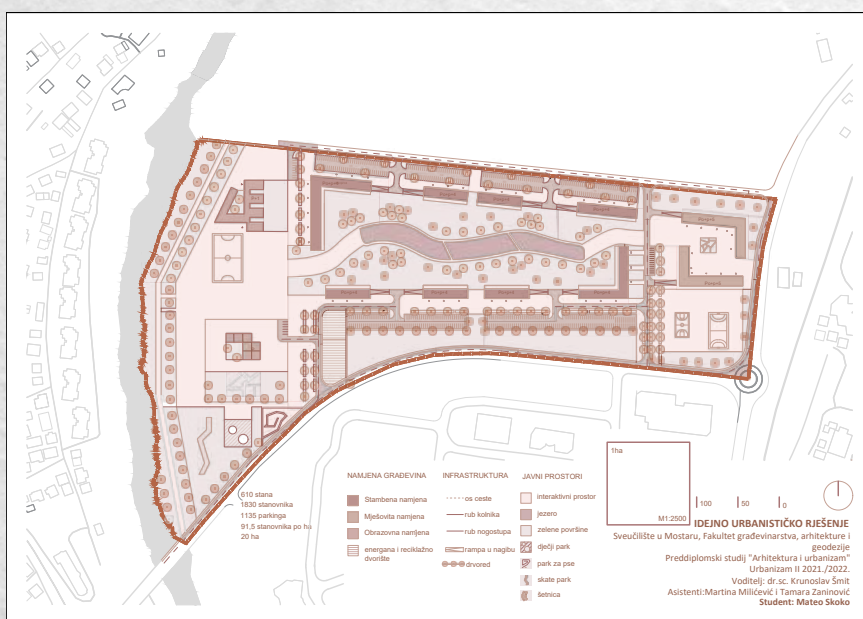 610 stana
1830 stanovnika
1135 parkinga
91,5 stanovnika po ha
20 ha
NAMJENA GRAĐEVINA
Stambena namjena
Mješovita namjena
Obrazovna namjena
energana i reciklažno
dvorište
INFRASTRUKTURA
os ceste
rub kolnika
rub nogostupa
rampa u nagibu
drvored
JAVNI PROSTORI
interaktivni prostor
jezero
zelene površine
dječji park
park za pse
skate park
šetnica
1ha
M1:2500
100
50
0
IDEJNO URBANISTIČKO RJEŠENJE
Sveučilište u Mostaru, Fakultet građevinarstva, arhitekture i
geodezije
Preddiplomski studij "Arhitektura i urbanizam"
Urbanizam II 2021./2022.
Voditelj: dr.sc. Krunoslav Šmit
Asistenti:Martina Milićević i Tamara Zaninović
Student: Mateo Skoko